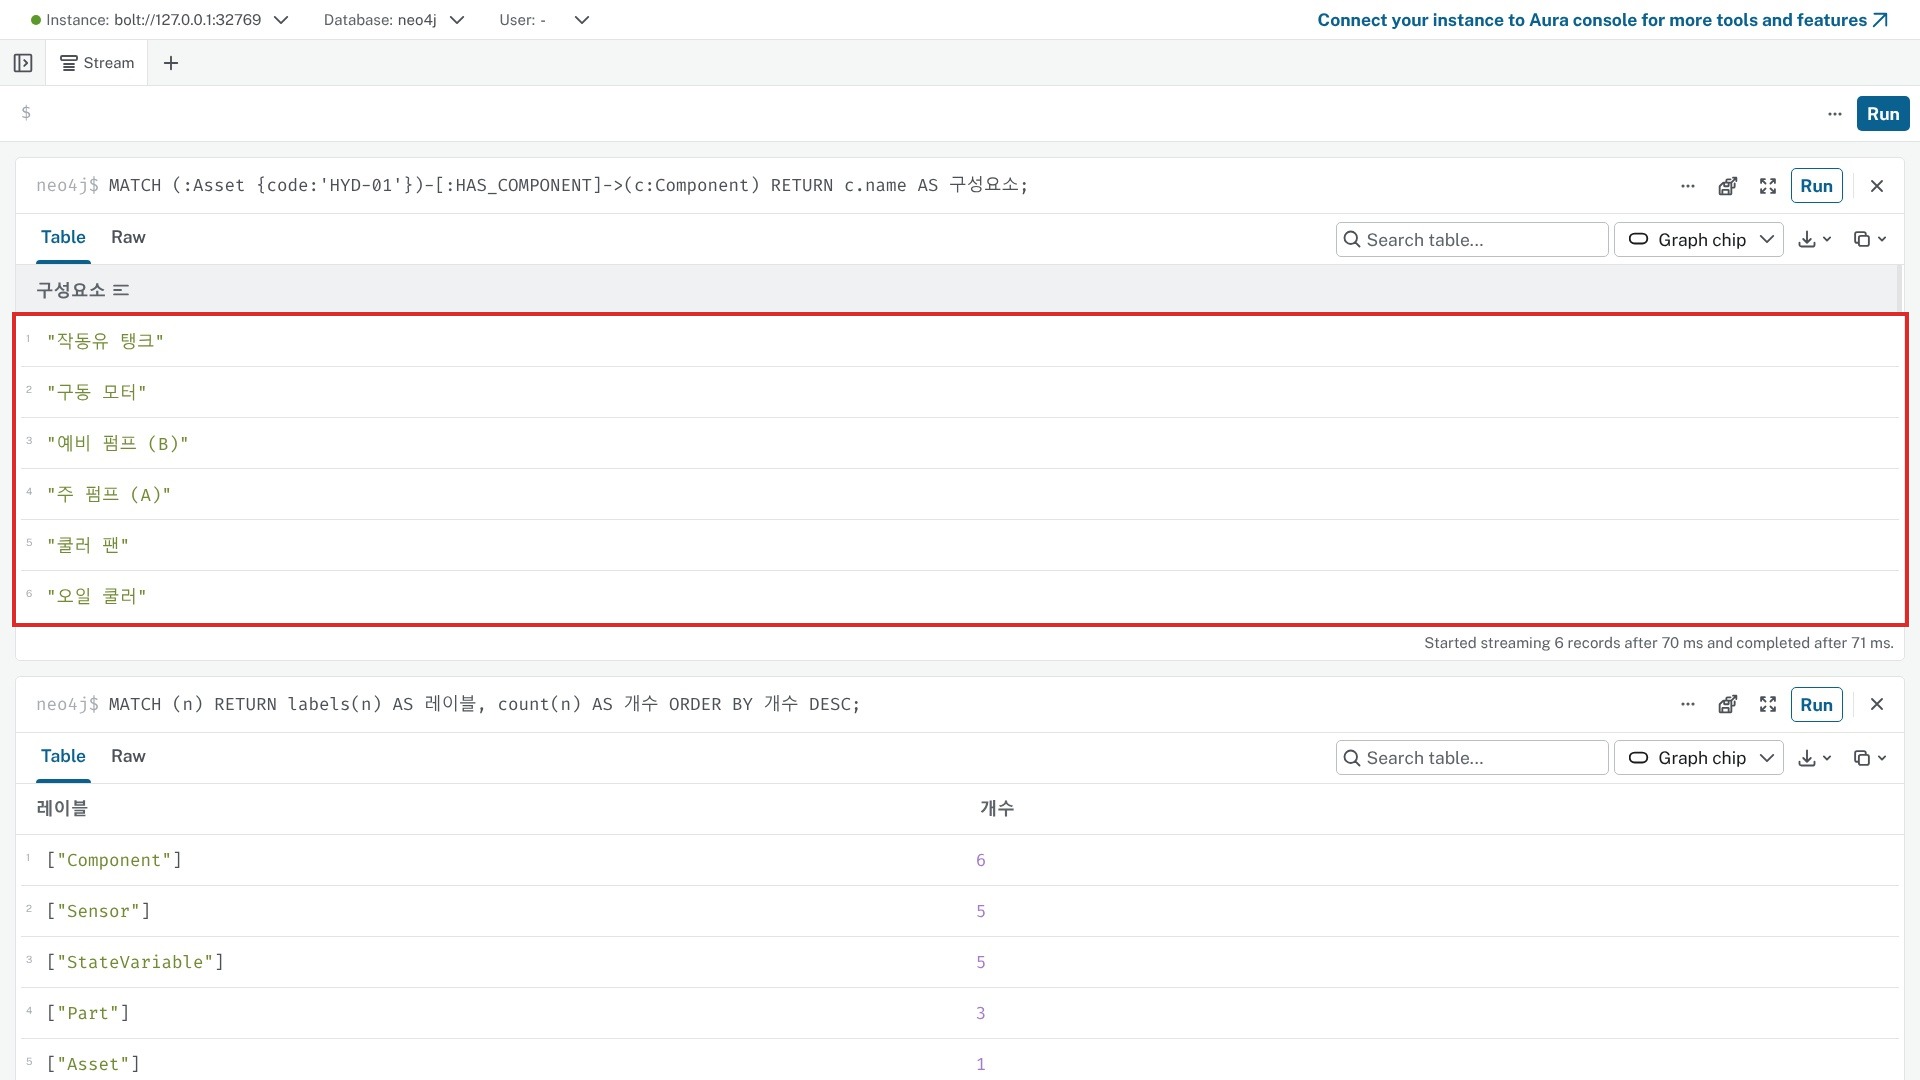 Instance: bolt://127.0.0.1:32769 Database: neo4j User: - Connect your instance to Aura console for more tools and features
Stream
$ Run
neo4j$ MATCH (:Asset {code:'HYD-01'})-[:HAS_COMPONENT]->(c:Component) RETURN c.name AS 구성요소; Run
Table Raw Search table... Graph chip
구성요소
1 "작동유 탱크"
2 "구동 모터"
3 "예비 펌프 (B)"
4 "주 펌프 (A)"
5 "쿨러 팬"
6 "오일 쿨러"
Started streaming 6 records after 70 ms and completed after 71 ms.
neo4j$ MATCH (n) RETURN labels(n) AS 레이블, count(n) AS 개수 ORDER BY 개수 DESC; Run
Table Raw Search table... Graph chip
레이블 개수
1 ["Component"] 6
2 ["Sensor"] 5
3 ["StateVariable"] 5
4 ["Part"] 3
5 ["Asset"] 1